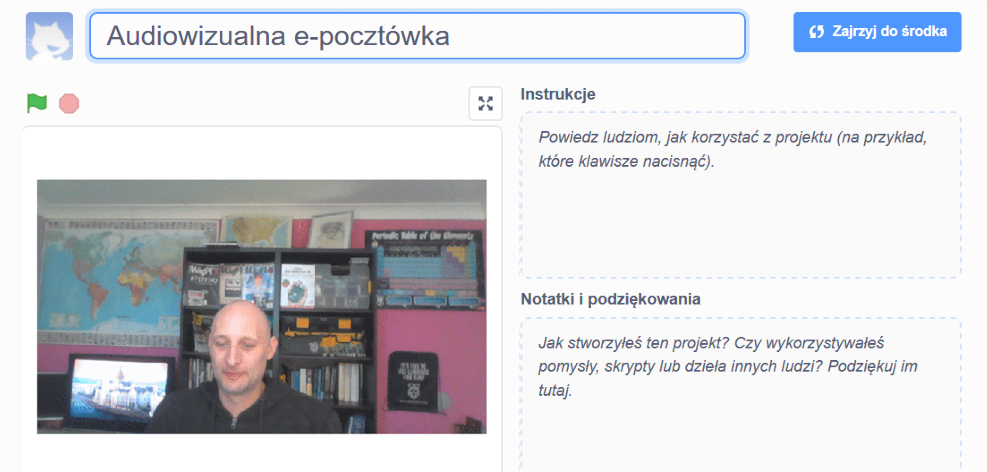 Audiowizualna e-pocztówka
Zajrzyj do środka
Instrukcje
Powiedz ludziom, jak korzystać z projektu (na przykład,
które klawisze nacisnąć).
Periodic Table of the Elements
Notatki i podziękowania
Jak stworzyłeś ten projekt? Czy wykorzystywałeś
pomysły, skrypty lub dzieła innych ludzi? Podziękuj im
tutaj.